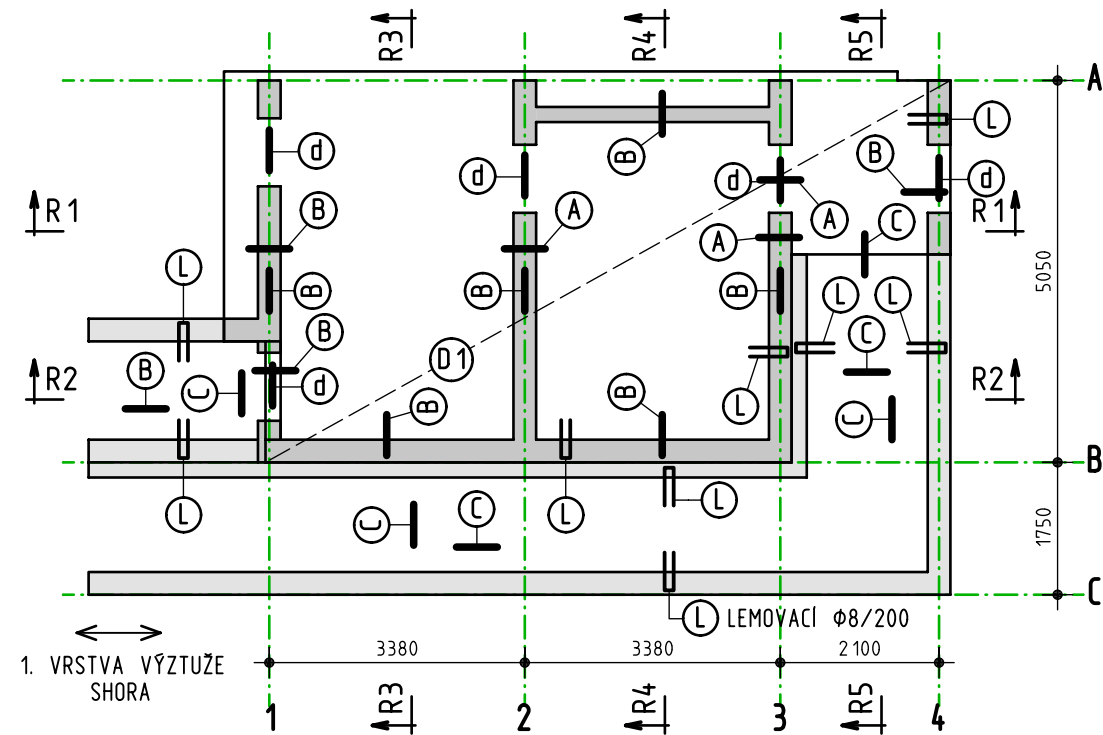 R3 R4 R5
A
d B L
d d B d
R1 B A A A C R1
L B B B L L
5050
D1 C
R2 B C B d L R2
B B C
B
L L L
C C
1750
C
L LEMOVACÍ Φ8/200
1. VRSTVA VÝZTUŽE
SHORA
3380 3380 2100
R3 R4 R5
1 2 3 4